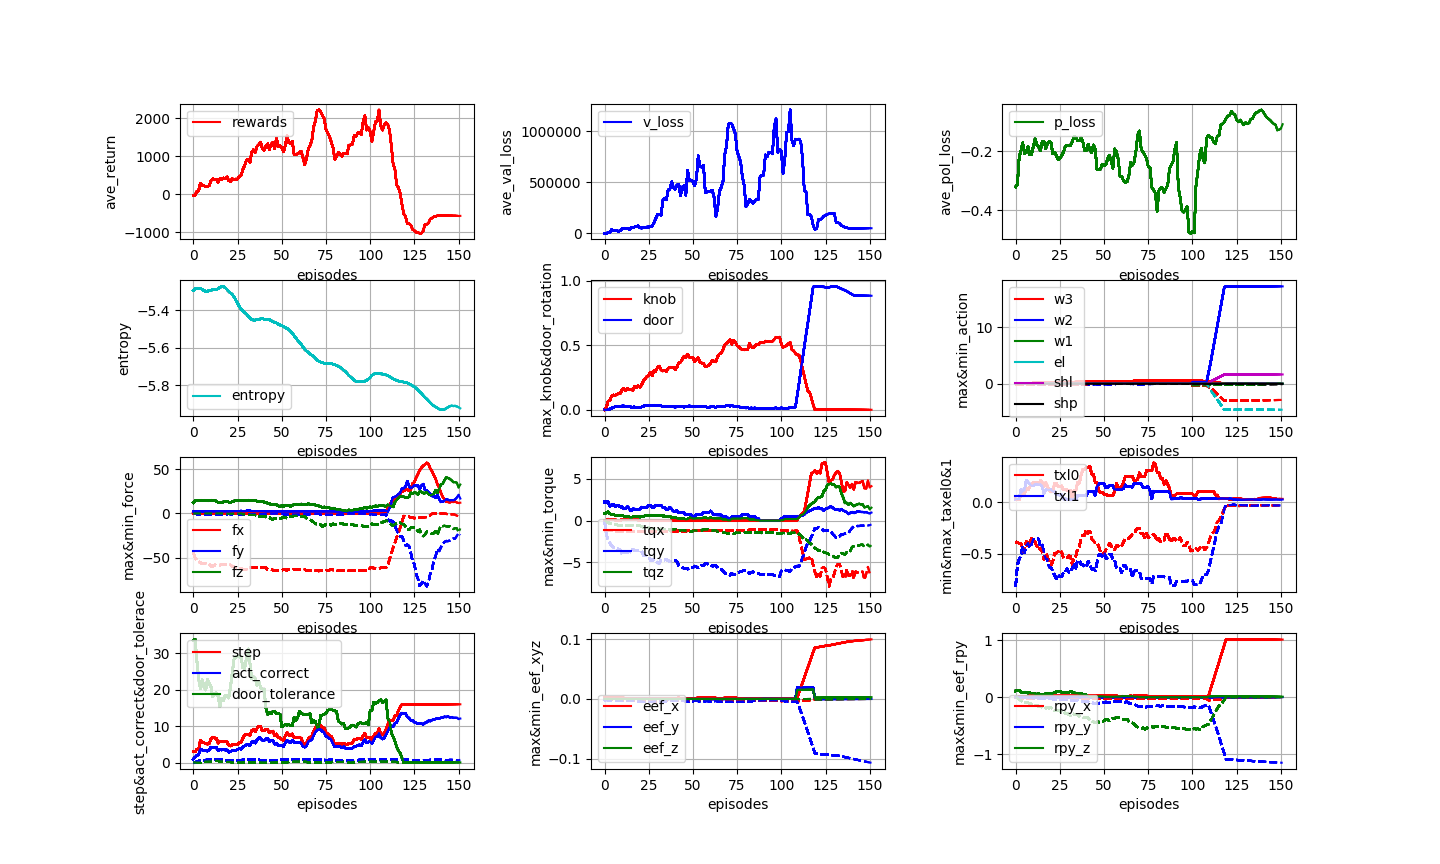 ave_return
2000
1000
0
−1000
rewards
0 25 50 75 100 125 150
episodes
ave_val_loss
1000000
500000
0
v_loss
0 25 50 75 100 125 150
episodes
ave_pol_loss
−0.2
−0.4
p_loss
0 25 50 75 100 125 150
episodes
entropy
−5.4
−5.6
−5.8
entropy
0 25 50 75 100 125 150
episodes
max_knob&door_rotation
1.0
0.5
0.0
knob
door
0 25 50 75 100 125 150
episodes
max&min_action
10
0
w3
w2
w1
el
shl
shp
0 25 50 75 100 125 150
episodes
max&min_force
50
0
−50
fx
fy
fz
0 25 50 75 100 125 150
episodes
max&min_torque
5
0
−5
tqx
tqy
tqz
0 25 50 75 100 125 150
episodes
min&max_taxel0&1
0.0
−0.5
txl0
txl1
0 25 50 75 100 125 150
episodes
step&act_correct&door_tolerace
30
20
10
0
step
act_correct
door_tolerance
0 25 50 75 100 125 150
episodes
max&min_eef_xyz
0.1
0.0
−0.1
eef_x
eef_y
eef_z
0 25 50 75 100 125 150
episodes
max&min_eef_rpy
1
0
−1
rpy_x
rpy_y
rpy_z
0 25 50 75 100 125 150
episodes